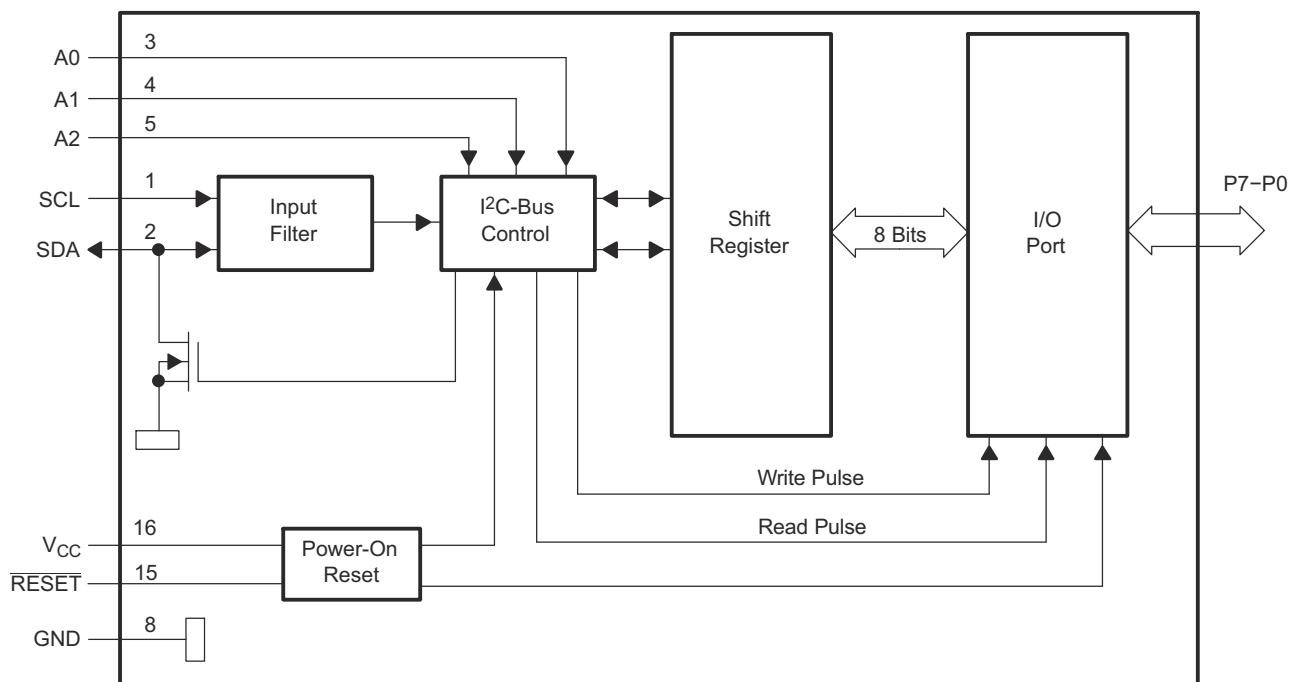 A0
3
A1
4
A2
5
SCL
1
SDA
2
Input
Filter
I²C-Bus
Control
Shift
Register
8 Bits
I/O
Port
P7−P0
Write Pulse
Read Pulse
VCC
16
RESET
15
Power-On
Reset
GND
8